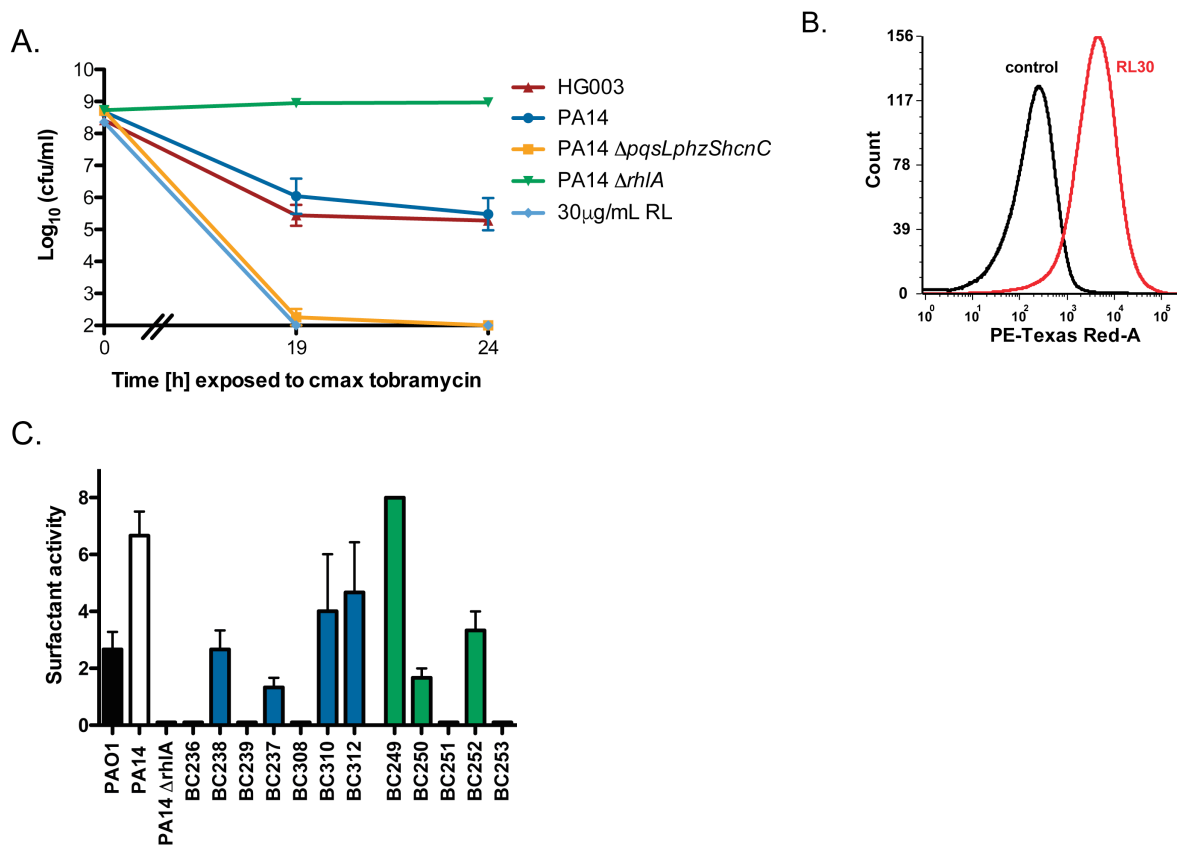 A.
Log10 (cfu/ml)
10
9
8
7
6
5
4
3
2
0
19
24
Time [h] exposed to cmax tobramycin
HG003
PA14
PA14 ΔpqsLphzShcnC
PA14 ΔrhlA
30μg/mL RL
B.
Count
156
117
78
39
0
control
RL30
10^0
10^1
10^2
10^3
10^4
10^5
PE-Texas Red-A
C.
Surfactant activity
8
6
4
2
0
PAO1
PA14
PA14 ΔrhlA
BC236
BC238
BC239
BC237
BC308
BC310
BC312
BC249
BC250
BC251
BC252
BC253